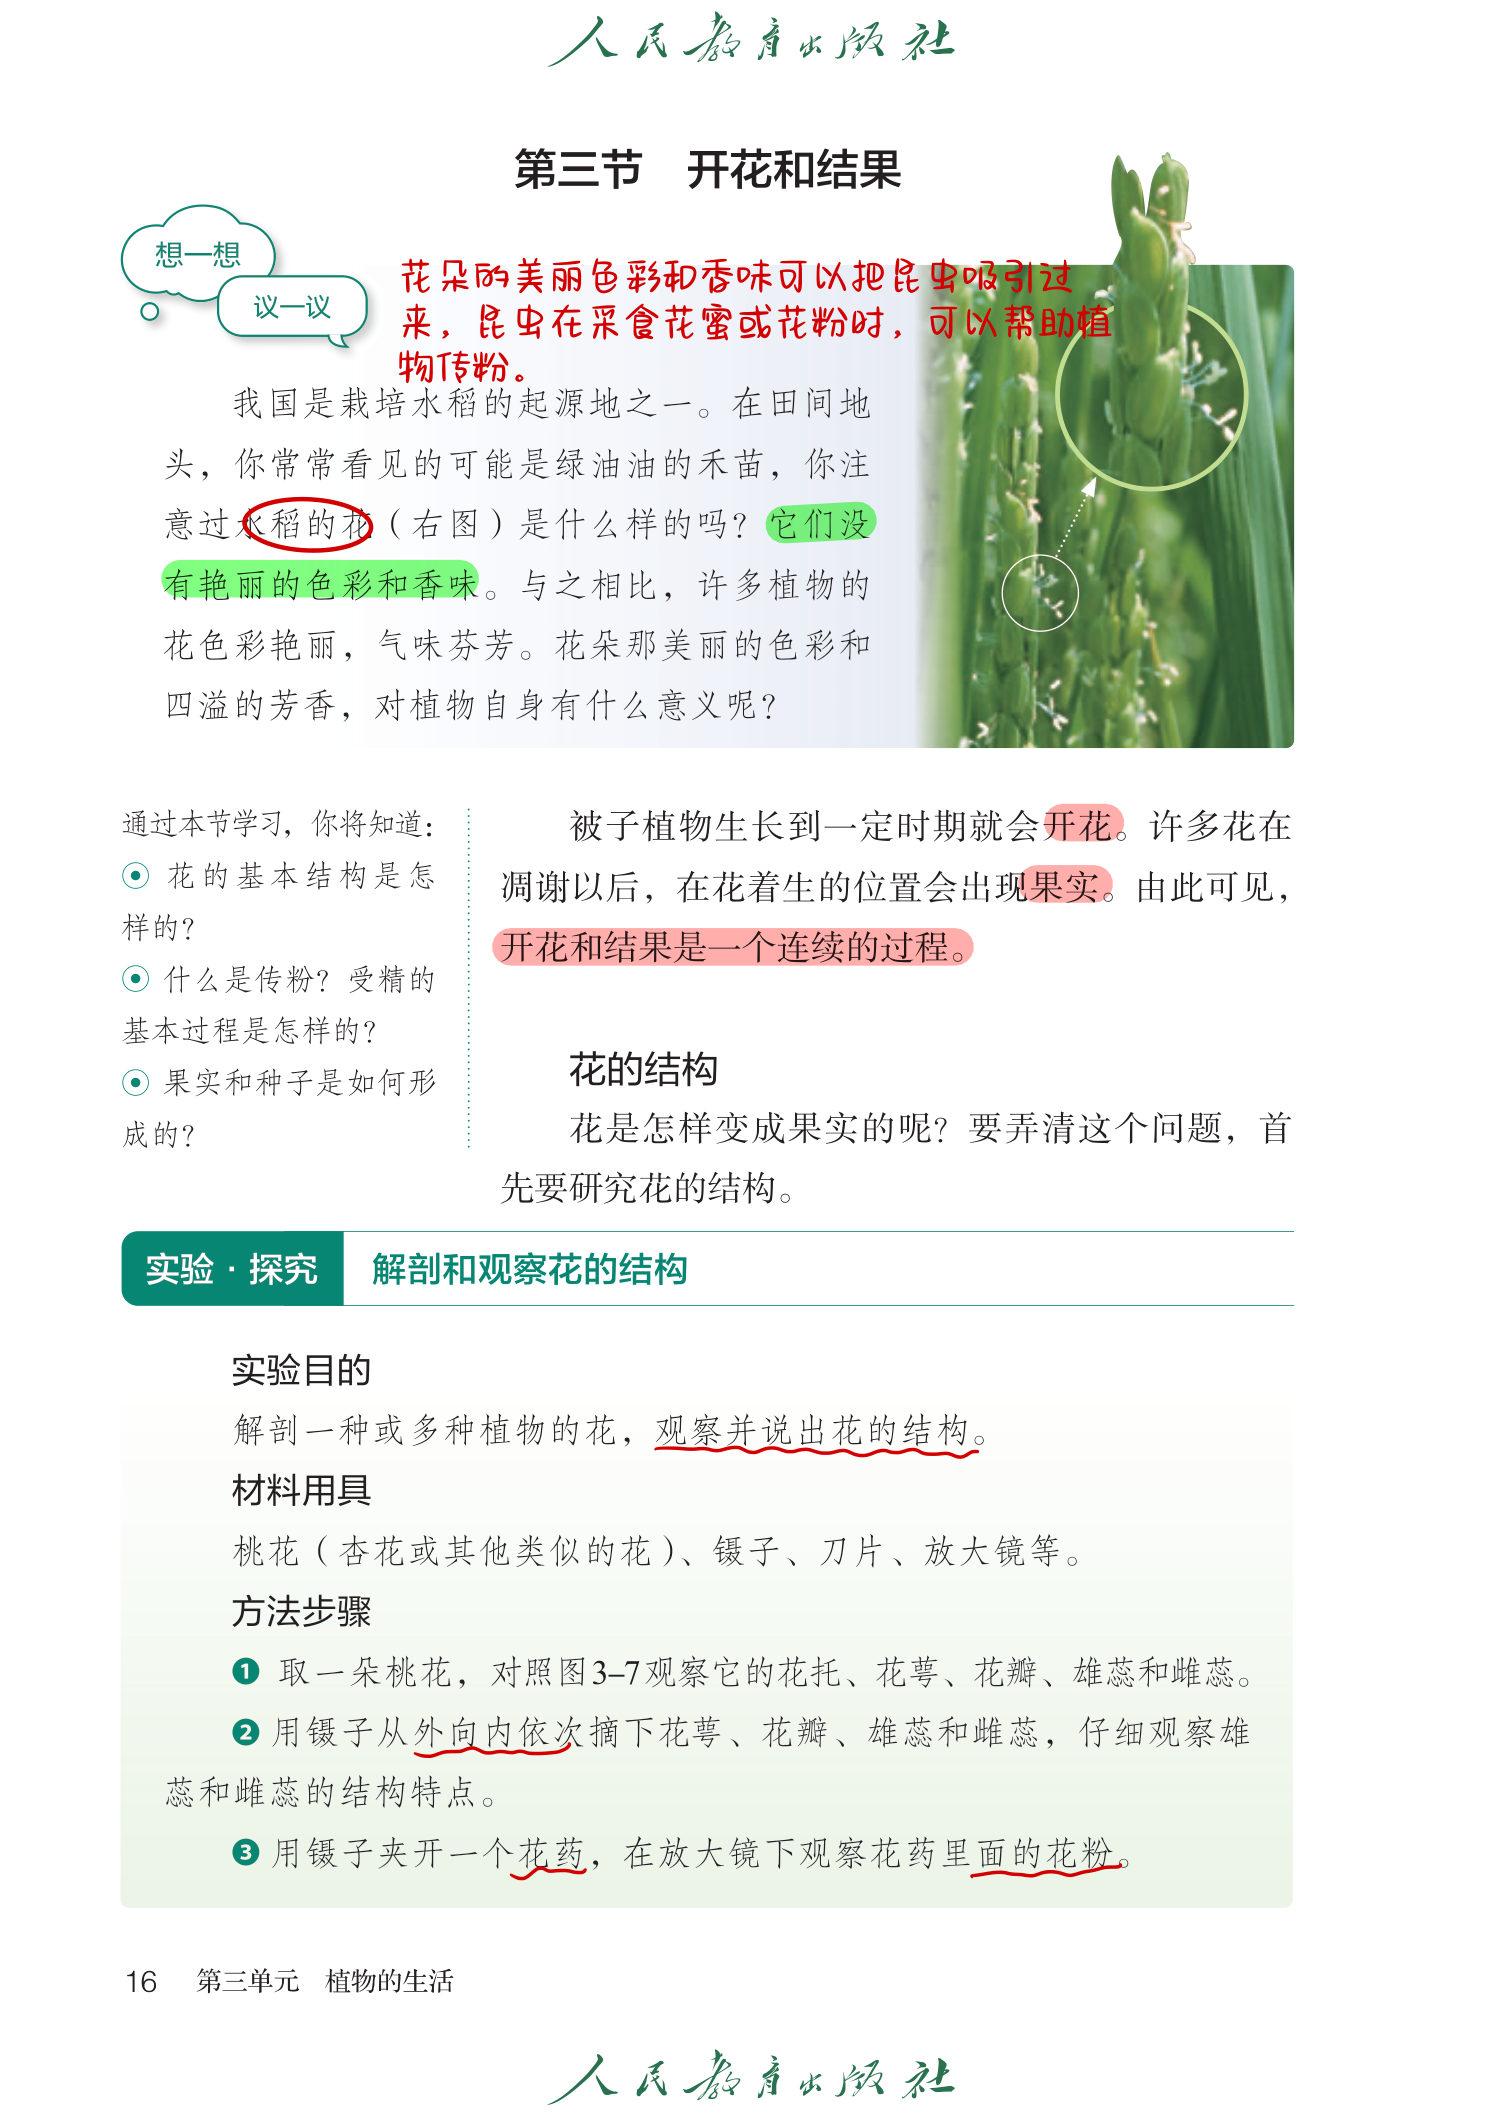 人民教育出版社
第三节 开花和结果
想一想
议一议
花朵的美丽色彩和香味可以把昆虫吸引过
来，昆虫在采食花蜜或花粉时，可以帮助植
物传粉。
我国是栽培水稻的起源地之一。在田间地
头，你常常看见的可能是绿油油的禾苗，你注
意过水稻的花（右图）是什么样的吗？它们没
有艳丽的色彩和香味。与之相比，许多植物的
花色彩艳丽，气味芬芳。花朵那美丽的色彩和
四溢的芳香，对植物自身有什么意义呢？
通过本节学习，你将知道：
花的基本结构是怎
样的？
什么是传粉？受精的
基本过程是怎样的？
果实和种子是如何形
成的？
被子植物生长到一定时期就会开花。许多花在
凋谢以后，在花着生的位置会出现果实。由此可见，
开花和结果是一个连续的过程。
花的结构
花是怎样变成果实的呢？要弄清这个问题，首
先要研究花的结构。
实验·探究 解剖和观察花的结构
实验目的
解剖一种或多种植物的花，观察并说出花的结构。
材料用具
桃花（杏花或其他类似的花）、镊子、刀片、放大镜等。
方法步骤
❶ 取一朵桃花，对照图3–7观察它的花托、花萼、花瓣、雄蕊和雌蕊。
❷ 用镊子从外向内依次摘下花萼、花瓣、雄蕊和雌蕊，仔细观察雄
蕊和雌蕊的结构特点。
❸ 用镊子夹开一个花药，在放大镜下观察花药里面的花粉。
16 第三单元 植物的生活
人民教育出版社